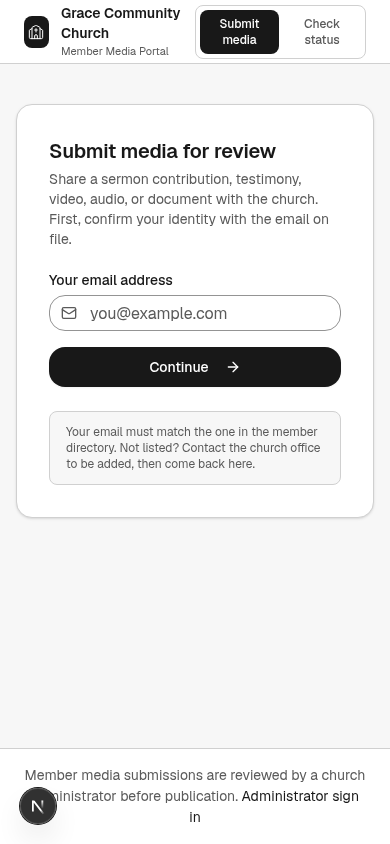 Grace Community
Church
Member Media Portal
Submit
media
Check
status
Submit media for review
Share a sermon contribution, testimony,
video, audio, or document with the church.
First, confirm your identity with the email on
file.
Your email address
you@example.com
Continue
Your email must match the one in the member
directory. Not listed? Contact the church office
to be added, then come back here.
Member media submissions are reviewed by a church
N
before publication. Administrator sign
in